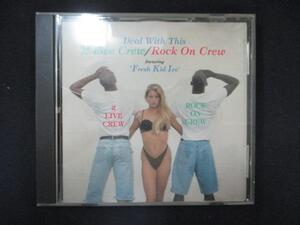 Deal With This
2 Live Crew/Rock On Crew
featuring
'Fresh Kid Ice'
2
LIVE
CREW
ROCK
ON
CREW